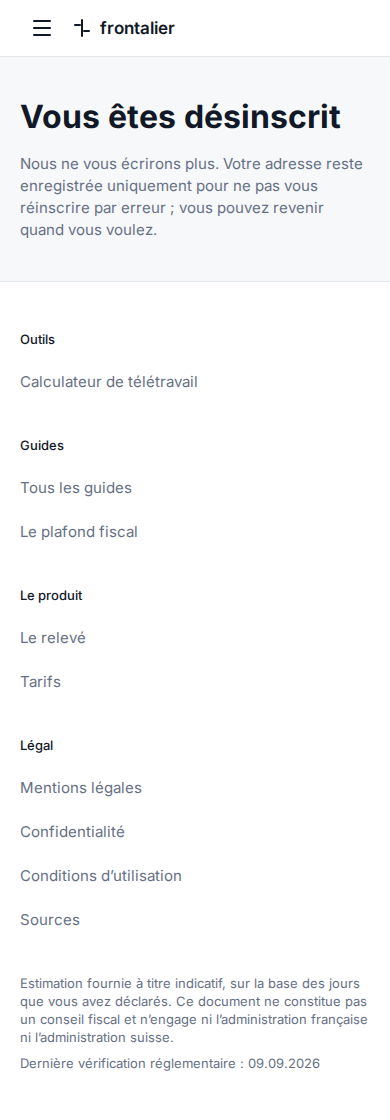 frontalier
Vous êtes désinscrit
Nous ne vous écrirons plus. Votre adresse reste
enregistrée uniquement pour ne pas vous
réinscrire par erreur ; vous pouvez revenir
quand vous voulez.
Outils
Calculateur de télétravail
Guides
Tous les guides
Le plafond fiscal
Le produit
Le relevé
Tarifs
Légal
Mentions légales
Confidentialité
Conditions d’utilisation
Sources
Estimation fournie à titre indicatif, sur la base des jours
que vous avez déclarés. Ce document ne constitue pas
un conseil fiscal et n’engage ni l’administration française
ni l’administration suisse.
Dernière vérification réglementaire : 09.09.2026